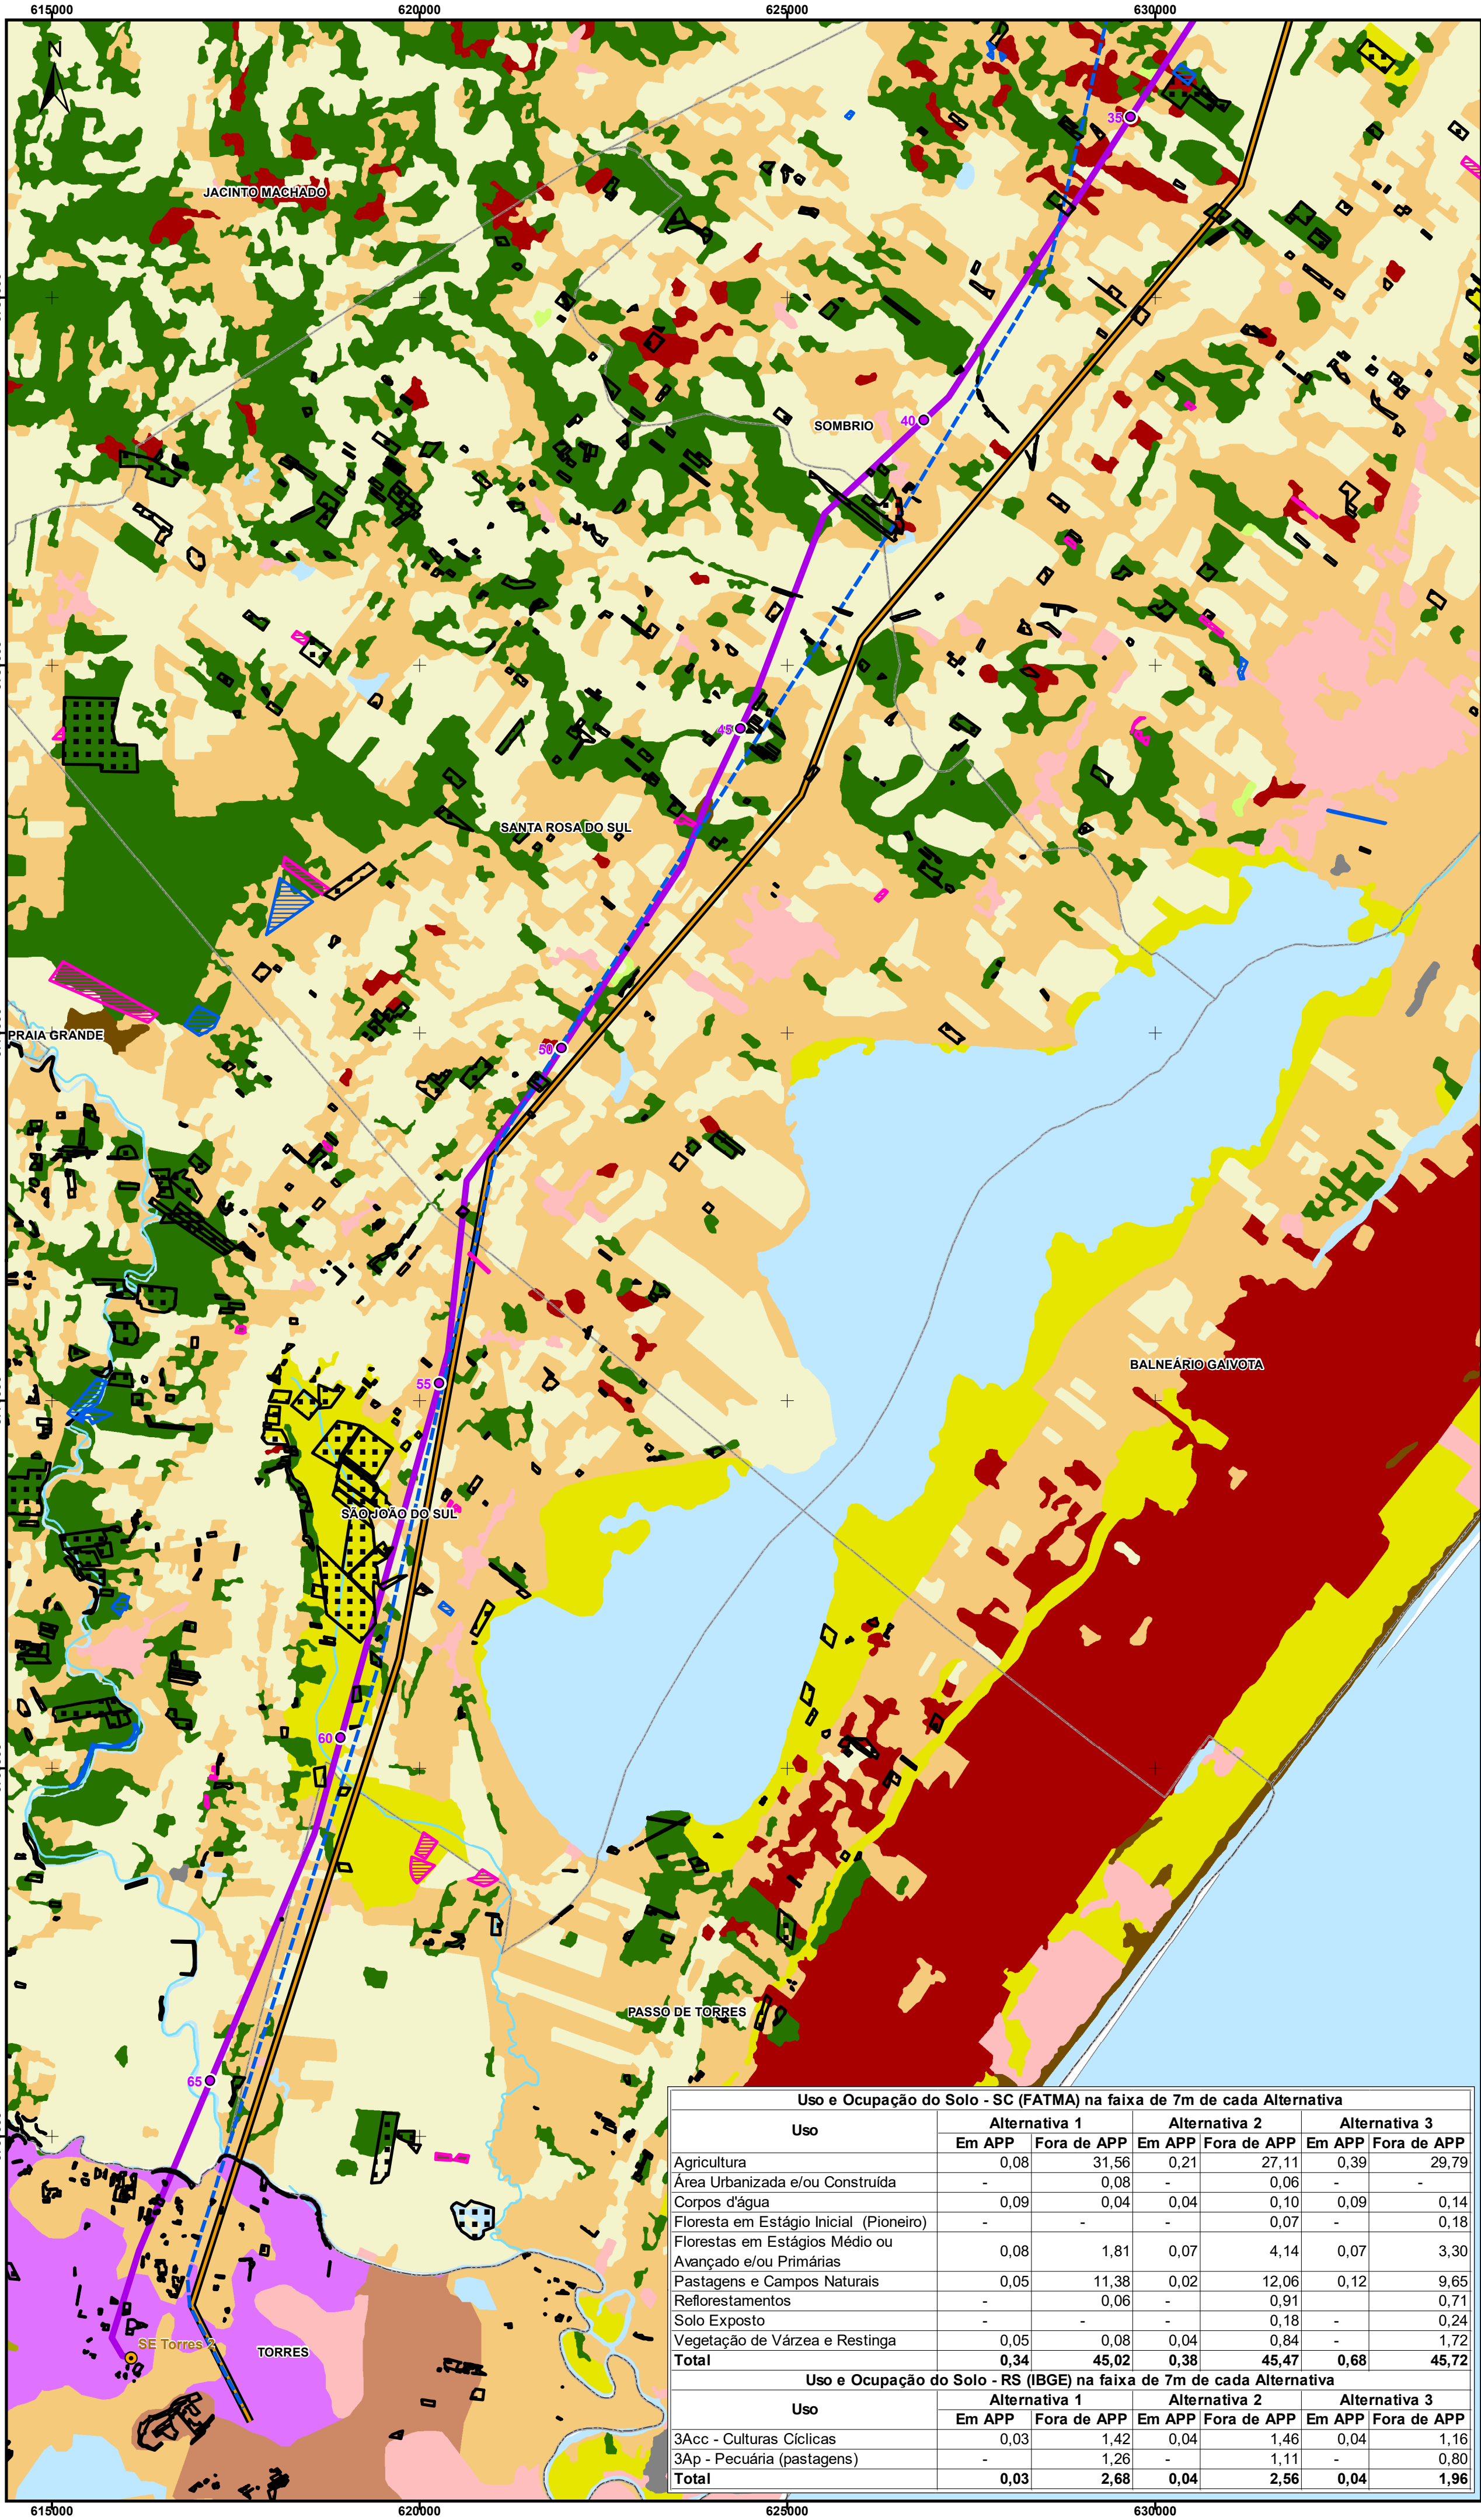 615000 620000 625000 630000
N
35
JACINTO MACHADO
40
SOMBRIO
45
SANTA ROSA DO SUL
PRAIA GRANDE
50
BALNEÁRIO GAIVOTA
55
SÃO JOÃO DO SUL
60
PASSO DE TORRES
65
SE Torres 2
TORRES
Uso e Ocupação do Solo - SC (FATMA) na faixa de 7m de cada Alternativa
Uso Alternativa 1 Alternativa 2 Alternativa 3
Em APP Fora de APP Em APP Fora de APP Em APP Fora de APP
Agricultura 0,08 31,56 0,21 27,11 0,39 29,79
Área Urbanizada e/ou Construída - 0,08 - 0,06 - -
Corpos d'água 0,09 0,04 0,04 0,10 0,09 0,14
Floresta em Estágio Inicial (Pioneiro) - - - 0,07 - 0,18
Florestas em Estágios Médio ou
Avançado e/ou Primárias 0,08 1,81 0,07 4,14 0,07 3,30
Pastagens e Campos Naturais 0,05 11,38 0,02 12,06 0,12 9,65
Reflorestamentos - 0,06 - 0,91 0,71
Solo Exposto - - - 0,18 - 0,24
Vegetação de Várzea e Restinga 0,05 0,08 0,04 0,84 - 1,72
Total 0,34 45,02 0,38 45,47 0,68 45,72
Uso e Ocupação do Solo - RS (IBGE) na faixa de 7m de cada Alternativa
Uso Alternativa 1 Alternativa 2 Alternativa 3
Em APP Fora de APP Em APP Fora de APP Em APP Fora de APP
3Acc - Culturas Cíclicas 0,03 1,42 0,04 1,46 0,04 1,16
3Ap - Pecuária (pastagens) - 1,26 - 1,11 - 0,80
Total 0,03 2,68 0,04 2,56 0,04 1,96
615000 620000 625000 630000